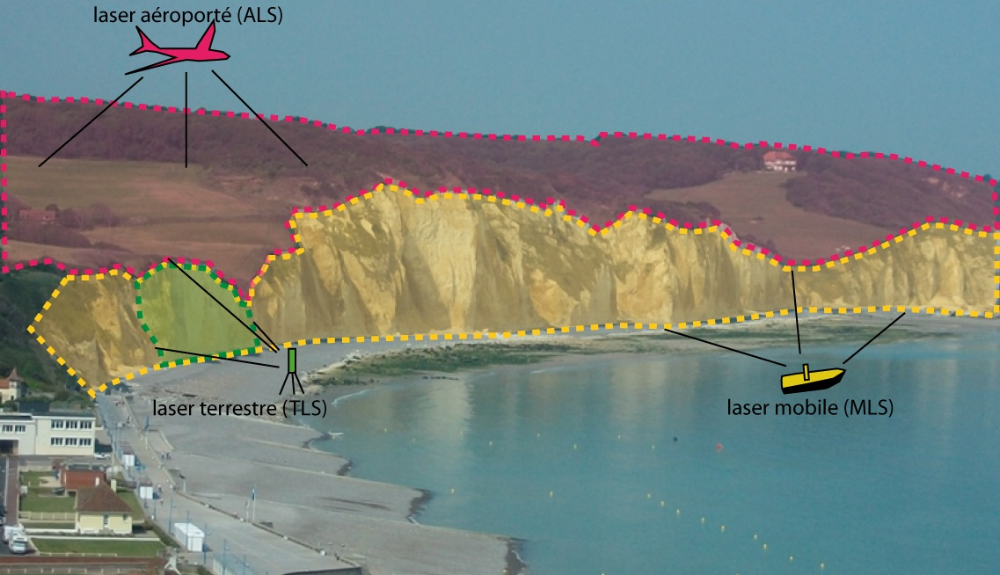 laser aéroporté (ALS)
laser terrestre (TLS)
laser mobile (MLS)